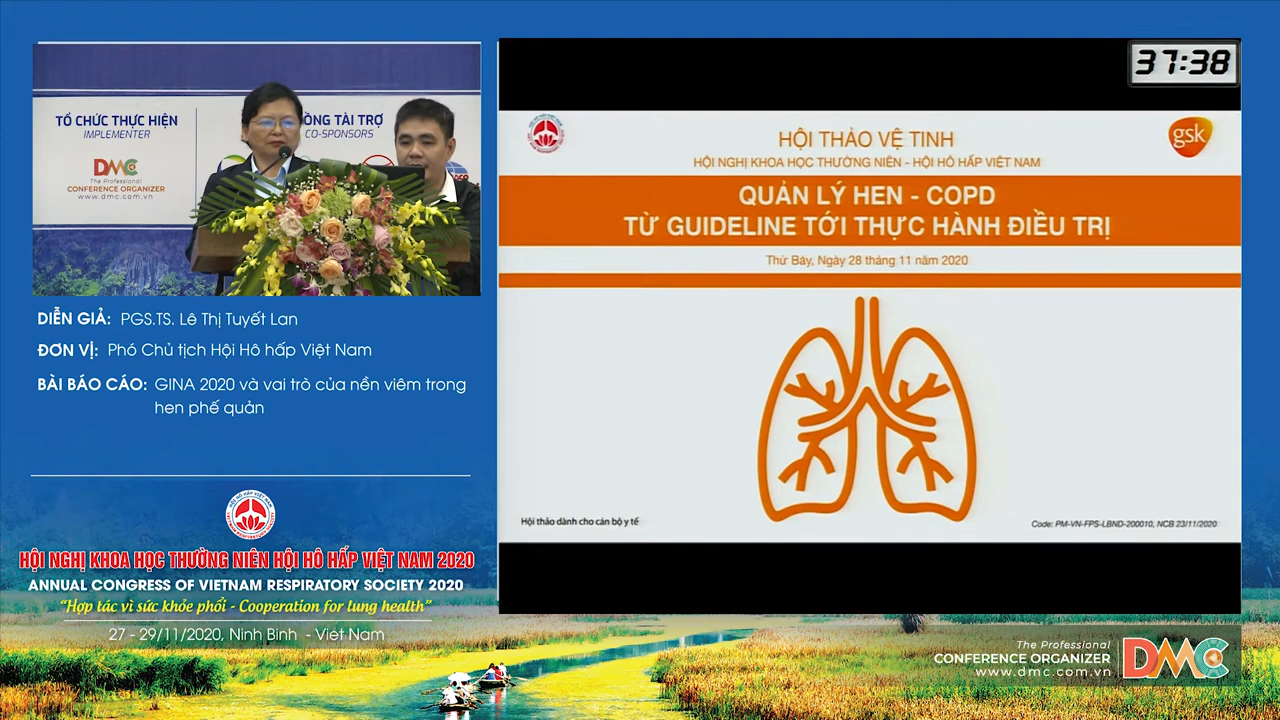 TỔ CHỨC THỰC HIỆN
IMPLEMENTER
DMC
The Professional
CONFERENCE ORGANIZER
www.dmc.com.vn
ỒNG TÀI TRỢ
CO-SPONSORS
DIỄN GIẢ: PGS.TS. Lê Thị Tuyết Lan
ĐƠN VỊ: Phó Chủ tịch Hội Hô hấp Việt Nam
BÀI BÁO CÁO: GINA 2020 và vai trò của nền viêm trong
hen phế quản
HỘI NGHỊ KHOA HỌC THƯỜNG NIÊN HỘI HÔ HẤP VIỆT NAM 2020
ANNUAL CONGRESS OF VIETNAM RESPIRATORY SOCIETY 2020
“Hợp tác vì sức khỏe phổi - Cooperation for lung health”
27 - 29/11/2020, Ninh Bình - Việt Nam
37:38
gsk
HỘI THẢO VỆ TINH
HỘI NGHỊ KHOA HỌC THƯỜNG NIÊN - HỘI HÔ HẤP VIỆT NAM
QUẢN LÝ HEN - COPD
TỪ GUIDELINE TỚI THỰC HÀNH ĐIỀU TRỊ
Thứ Bảy, Ngày 28 tháng 11 năm 2020
Hội thảo dành cho cán bộ y tế
Code: PM-VN-FPS-LBND-200010, NCB 23/11/2020
The Professional
CONFERENCE ORGANIZER
www.dmc.com.vn
DMC